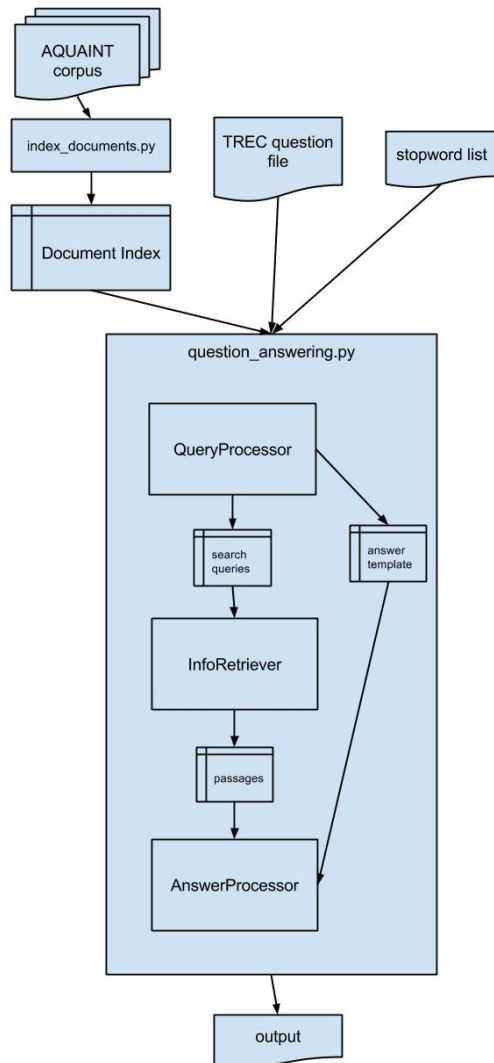 AQUAINT
corpus
index_documents.py
Document Index
TREC question
file
stopword list
question_answering.py
QueryProcessor
search
queries
answer
template
InfoRetriever
passages
AnswerProcessor
output